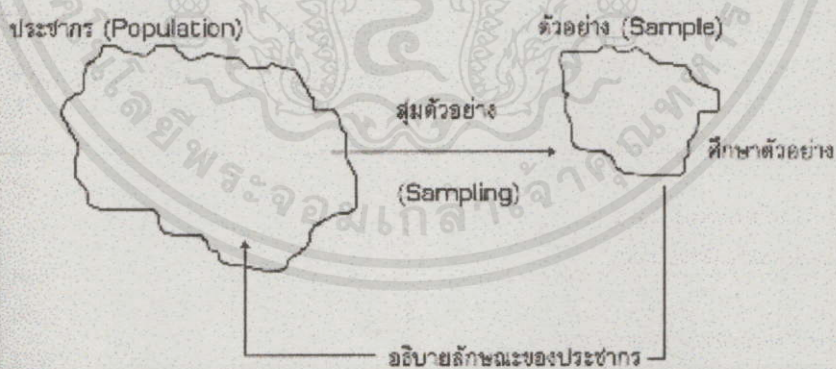 ประชากร (Population)
ตัวอย่าง (Sample)
สุ่มตัวอย่าง
(Sampling)
ศึกษาตัวอย่าง
อธิบายลักษณะของประชากร